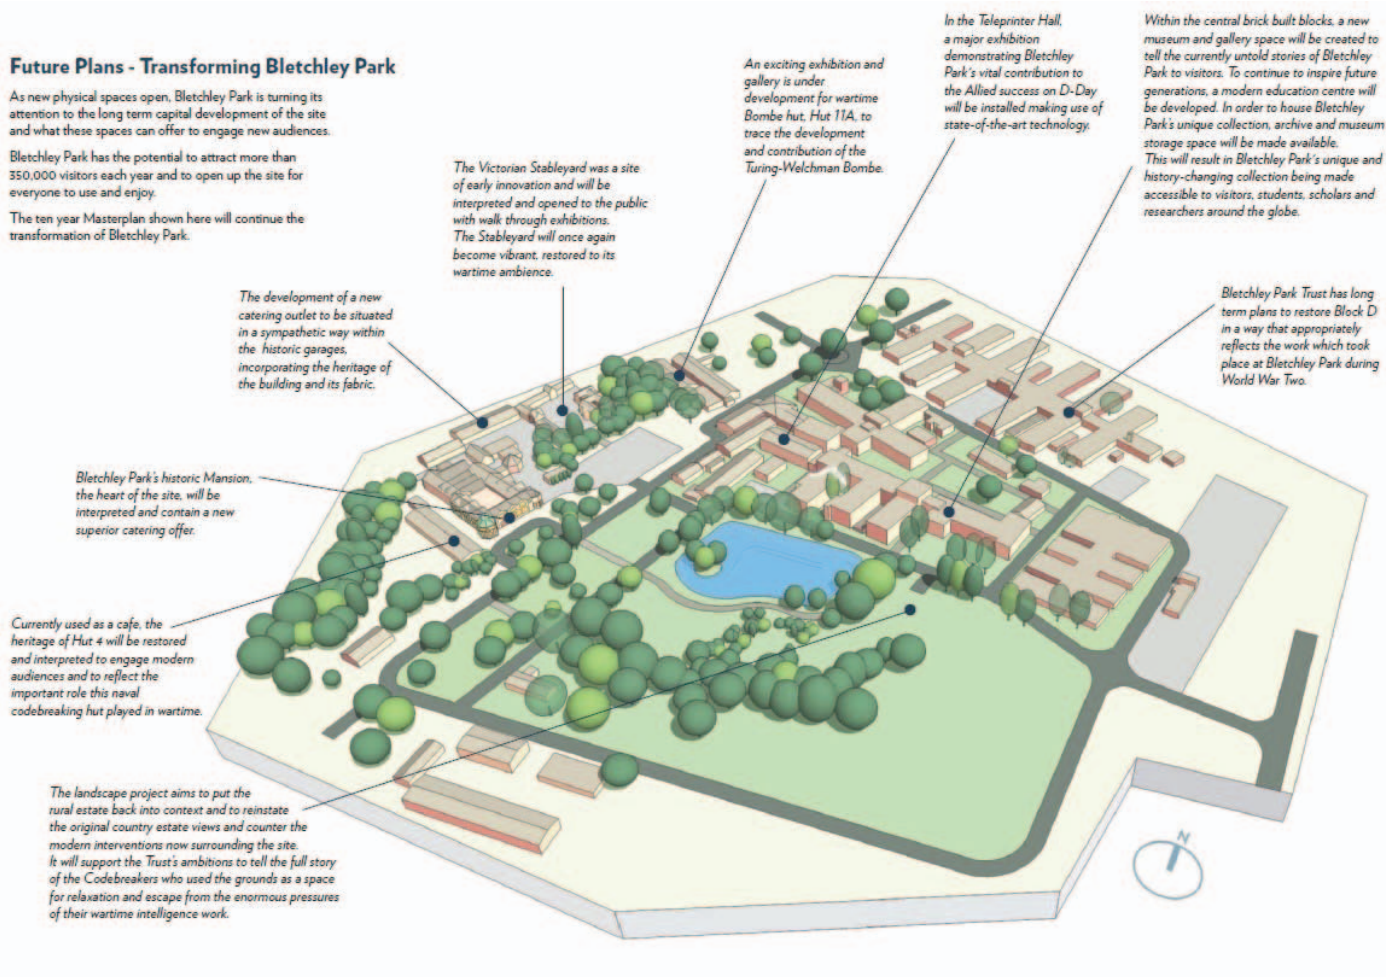 Future Plans - Transforming Bletchley Park
As new physical spaces open, Bletchley Park is turning its
attention to the long term capital development of the site
and what these spaces can offer to engage new audiences.
Bletchley Park has the potential to attract more than
350,000 visitors each year and to open up the site for
everyone to use and enjoy.
The ten year Masterplan shown here will continue the
transformation of Bletchley Park.
The development of a new
catering outlet to be situated
in a sympathetic way within
the historic garages,
incorporating the heritage of
the building and its fabric.
The Victorian Stableyard was a site
of early innovation and will be
interpreted and opened to the public
with walk through exhibitions.
The Stableyard will once again
become vibrant, restored to its
wartime ambience.
An exciting exhibition and
gallery is under
development for wartime
Bombe hut, Hut 11A, to
trace the development
and contribution of the
Turing-Welchman Bombe.
In the Teleprinter Hall,
a major exhibition
demonstrating Bletchley
Park's vital contribution to
the Allied success on D-Day
will be installed making use of
state-of-the-art technology.
Within the central brick built blocks, a new
museum and gallery space will be created to
tell the currently untold stories of Bletchley
Park to visitors. To continue to inspire future
generations, a modern education centre will
be developed. In order to house Bletchley
Park's unique collection, archive and museum
storage space will be made available.
This will result in Bletchley Park's unique and
history-changing collection being made
accessible to visitors, students, scholars and
researchers around the globe.
Bletchley Park Trust has long
term plans to restore Block D
in a way that appropriately
reflects the work which took
place at Bletchley Park during
World War Two.
Bletchley Park's historic Mansion,
the heart of the site, will be
interpreted and contain a new
superior catering offer.
Currently used as a cafe, the
heritage of Hut 4 will be restored
and interpreted to engage modern
audiences and to reflect the
important role this naval
codebreaking hut played in wartime.
The landscape project aims to put the
rural estate back into context and to reinstate
the original country estate views and counter the
modern interventions now surrounding the site.
It will support the Trust's ambitions to tell the full story
of the Codebreakers who used the grounds as a space
for relaxation and escape from the enormous pressures
of their wartime intelligence work.
N